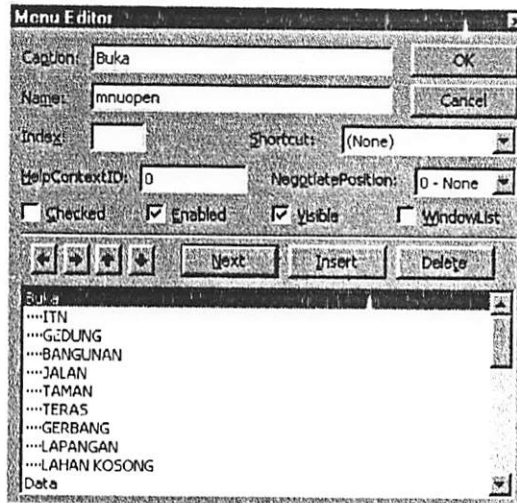 Menu Editor
Caption: Buka OK
Name: mnuopen Cancel
Index: Shortcut: (None)
HelpContextID: 0 NegotiatePosition: 0 - None
Checked Enabled Visible WindowList
Next Insert Delete
Buka
····ITN
····GEDUNG
····BANGUNAN
····JALAN
····TAMAN
····TERAS
····GERBANG
····LAPANGAN
····LAHAN KOSONG
Data